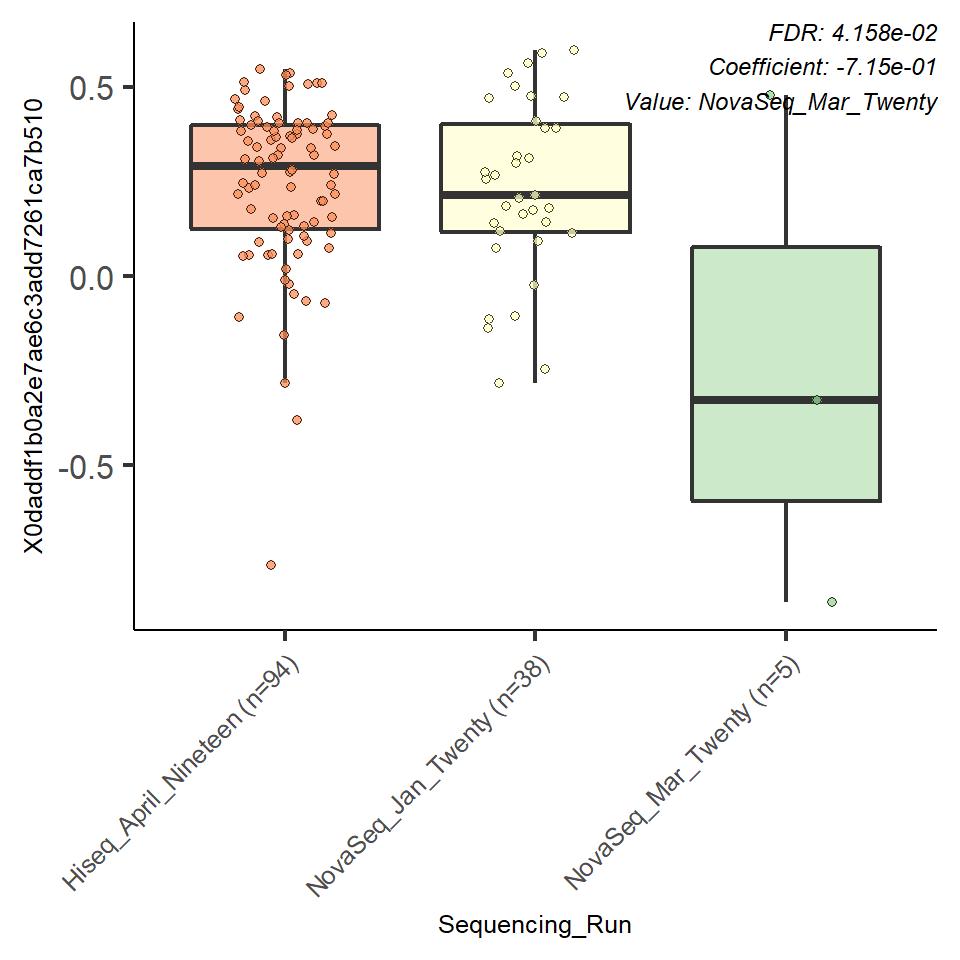 FDR: 4.158e-02
Coefficient: -7.15e-01
Value: NovaSeq_Mar_Twenty
X0daddf1b0a2e7ae6c3add7261ca7b510
0.5
0.0
-0.5
Hiseq_April_Nineteen (n=94)
NovaSeq_Jan_Twenty (n=38)
NovaSeq_Mar_Twenty (n=5)
Sequencing_Run